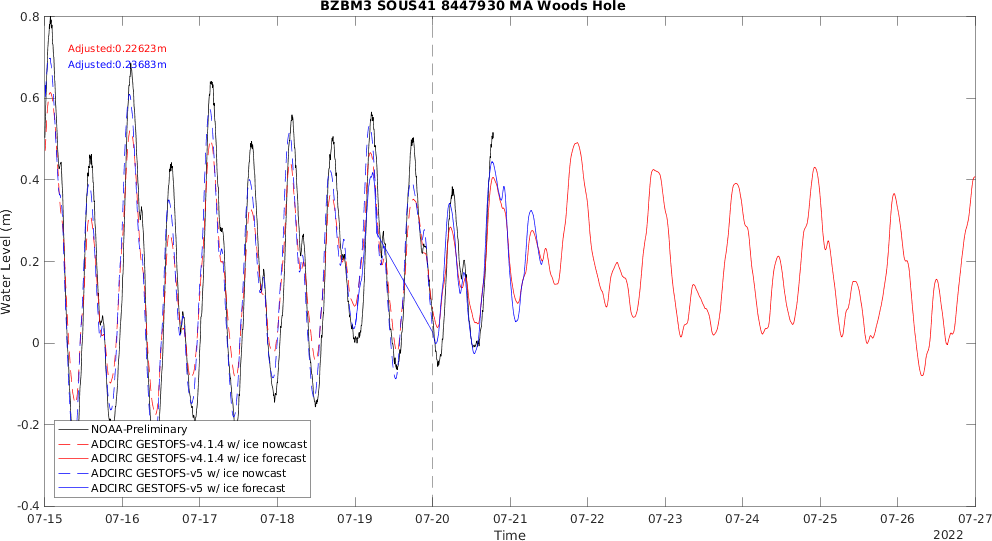 BZBM3 SOUS41 8447930 MA Woods Hole
Adjusted:0.22623m
Adjusted:0.23683m
Water Level (m)
0.8
0.6
0.4
0.2
0
-0.2
-0.4
NOAA-Preliminary
ADCIRC GESTOFS-v4.1.4 w/ ice nowcast
ADCIRC GESTOFS-v4.1.4 w/ ice forecast
ADCIRC GESTOFS-v5 w/ ice nowcast
ADCIRC GESTOFS-v5 w/ ice forecast
07-15 07-16 07-17 07-18 07-19 07-20 07-21 07-22 07-23 07-24 07-25 07-26 07-27
Time
2022